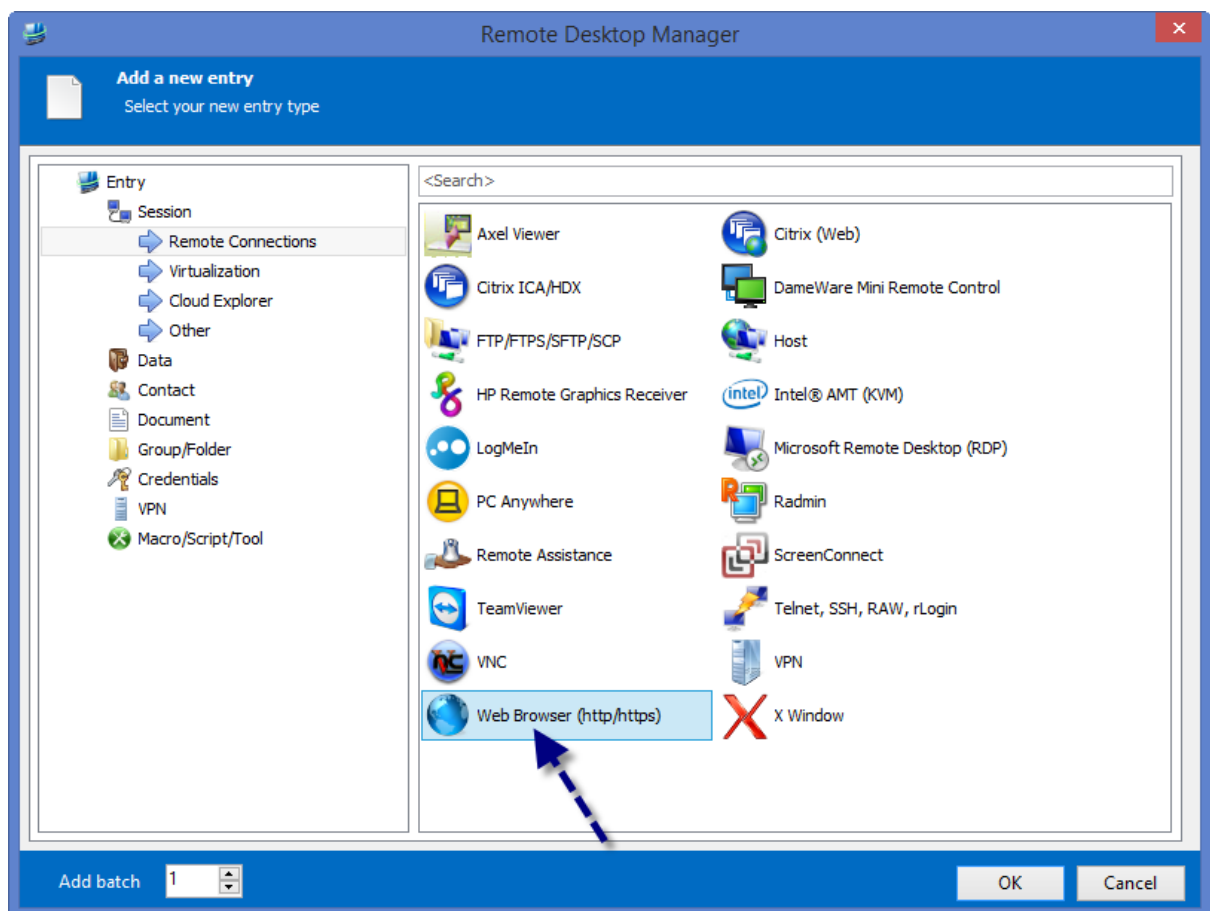 Remote Desktop Manager
Add a new entry
Select your new entry type
Entry
Session
Remote Connections
Virtualization
Cloud Explorer
Other
Data
Contact
Document
Group/Folder
Credentials
VPN
Macro/Script/Tool
<Search>
Axel Viewer
Citrix (Web)
Citrix ICA/HDX
DameWare Mini Remote Control
FTP/FTPS/SFTP/SCP
Host
HP Remote Graphics Receiver
intel
Intel® AMT (KVM)
LogMeIn
Microsoft Remote Desktop (RDP)
PC Anywhere
Radmin
Remote Assistance
ScreenConnect
TeamViewer
Telnet, SSH, RAW, rLogin
VNC
VPN
Web Browser (http/https)
X Window
Add batch 1
OK
Cancel